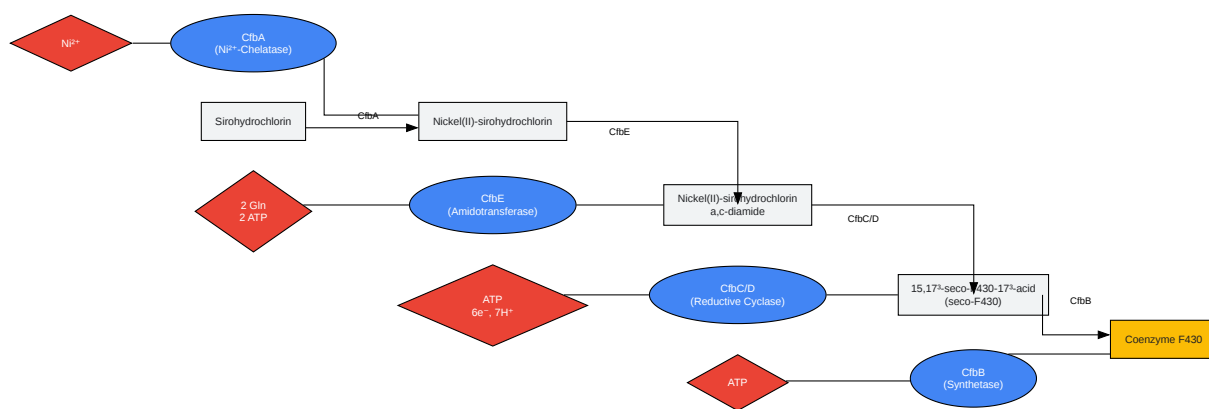 Ni²⁺
CfbA
(Ni²⁺-Chelatase)
Sirohydrochlorin
CfbA
Nickel(II)-sirohydrochlorin
CfbE
2 Gln
2 ATP
CfbE
(Amidotransferase)
Nickel(II)-sirohydrochlorin
a,c-diamide
CfbC/D
ATP
6e⁻, 7H⁺
CfbC/D
(Reductive Cyclase)
15,17³-seco-F430-17³-acid
(seco-F430)
CfbB
Coenzyme F430
ATP
CfbB
(Synthetase)